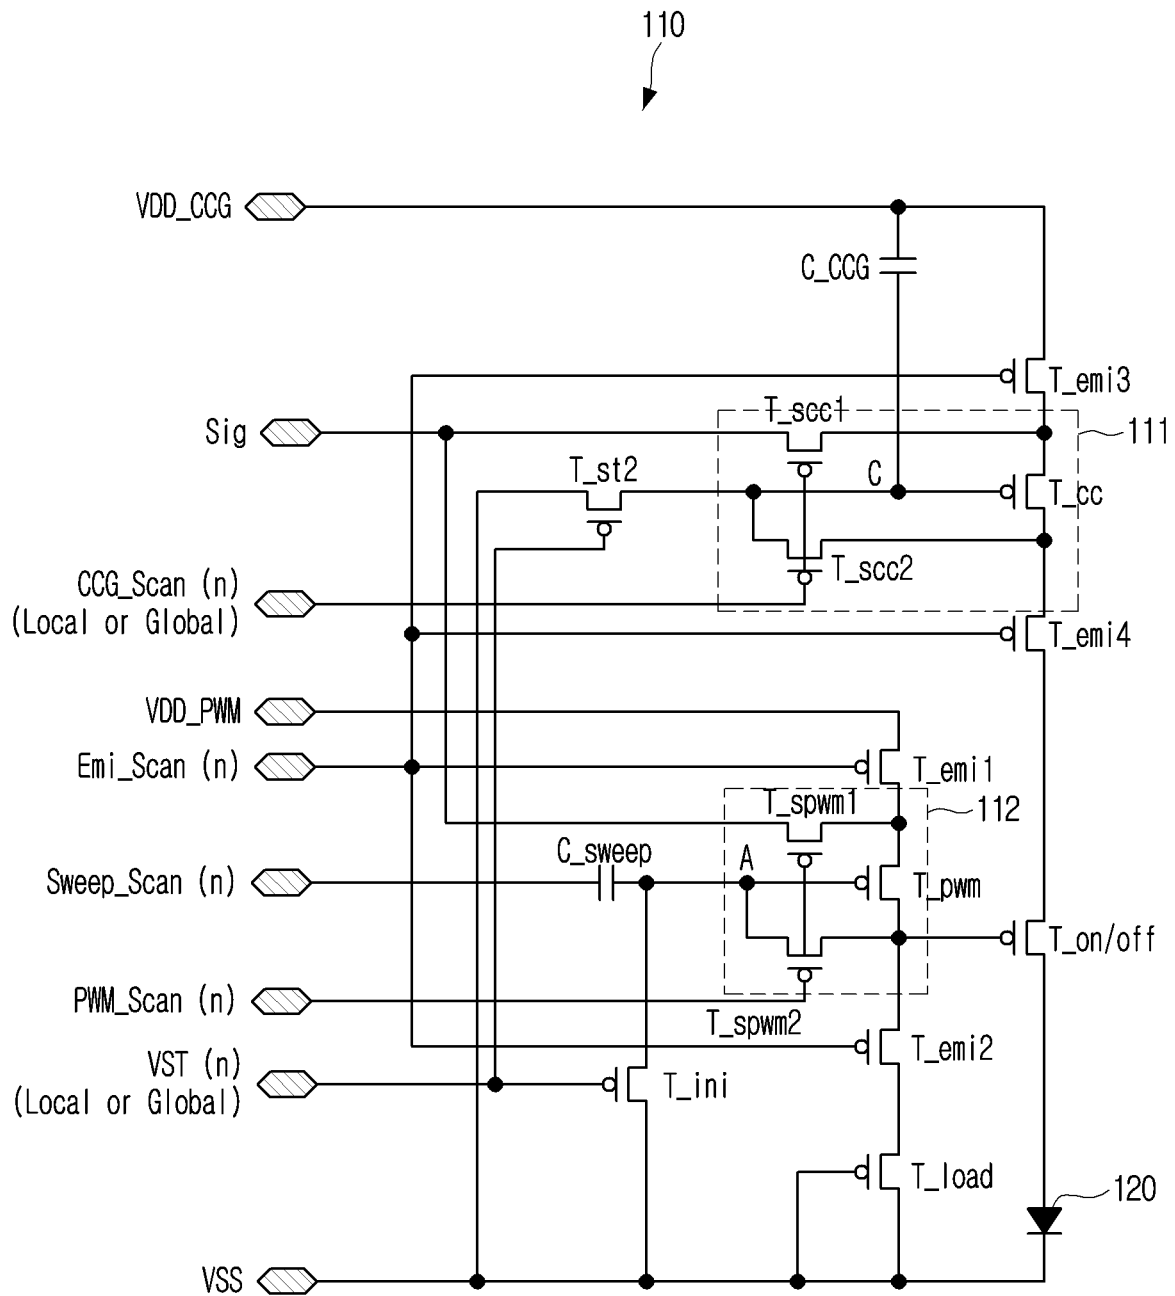 110
VDD_CCG
C_CCG
T_emi3
T_scc1
Sig
111
T_st2
C
T_cc
CCG_Scan (n)
(Local or Global)
T_scc2
T_emi4
VDD_PWM
Emi_Scan (n)
T_emi1
T_spwm1
112
C_sweep
A
Sweep_Scan (n)
T_pwm
T_on/off
PWM_Scan (n)
T_spwm2
T_emi2
VST (n)
(Local or Global)
T_ini
T_load
120
VSS